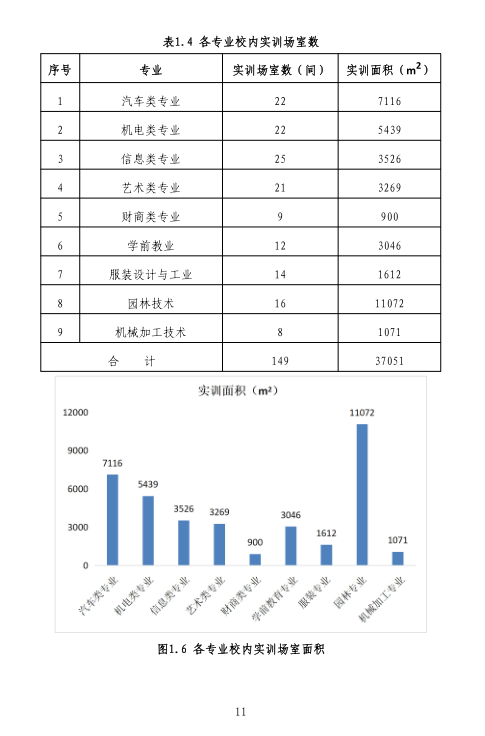 表1.4 各专业校内实训场室数
序号 专业 实训场室数（间） 实训面积（m²）
1 汽车类专业 22 7116
2 机电类专业 22 5439
3 信息类专业 25 3526
4 艺术类专业 21 3269
5 财商类专业 9 900
6 学前教业 12 3046
7 服装设计与工业 14 1612
8 园林技术 16 11072
9 机械加工技术 8 1071
合 计 149 37051
实训面积（m²）
12000
9000
6000
3000
0
7116 5439 3526 3269 900 3046 1612 11072 1071
汽车类专业 机电类专业 信息类专业 艺术类专业 财商类专业 学前教育专业 服装专业 园林专业 机械加工专业
图1.6 各专业校内实训场室面积
11